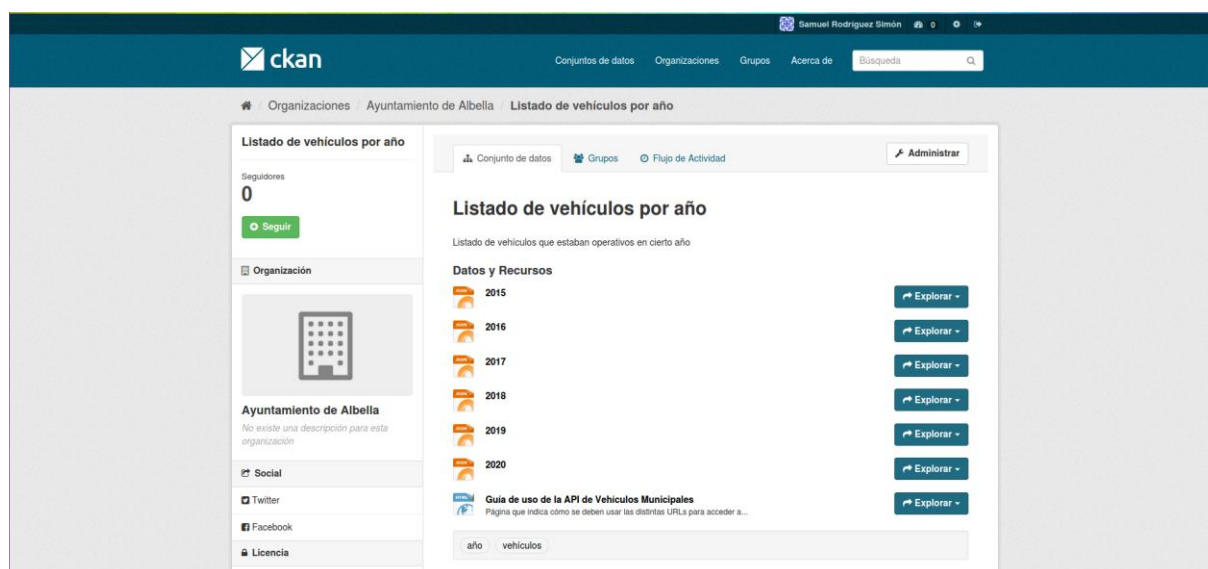 Samuel Rodríguez Simón 0
ckan
Conjuntos de datos Organizaciones Grupos Acerca de Búsqueda
/ Organizaciones / Ayuntamiento de Albella / Listado de vehículos por año
Listado de vehículos por año
Seguidores
0
Seguir
Organización
Ayuntamiento de Albella
No existe una descripción para esta
organización
Social
Twitter
Facebook
Licencia
Conjunto de datos Grupos Flujo de Actividad Administrar
Listado de vehículos por año
Listado de vehículos que estaban operativos en cierto año
Datos y Recursos
2015 Explorar
2016 Explorar
2017 Explorar
2018 Explorar
2019 Explorar
2020 Explorar
Guía de uso de la API de Vehículos Municipales Explorar
Página que indica cómo se deben usar las distintas URLs para acceder a...
año vehículos